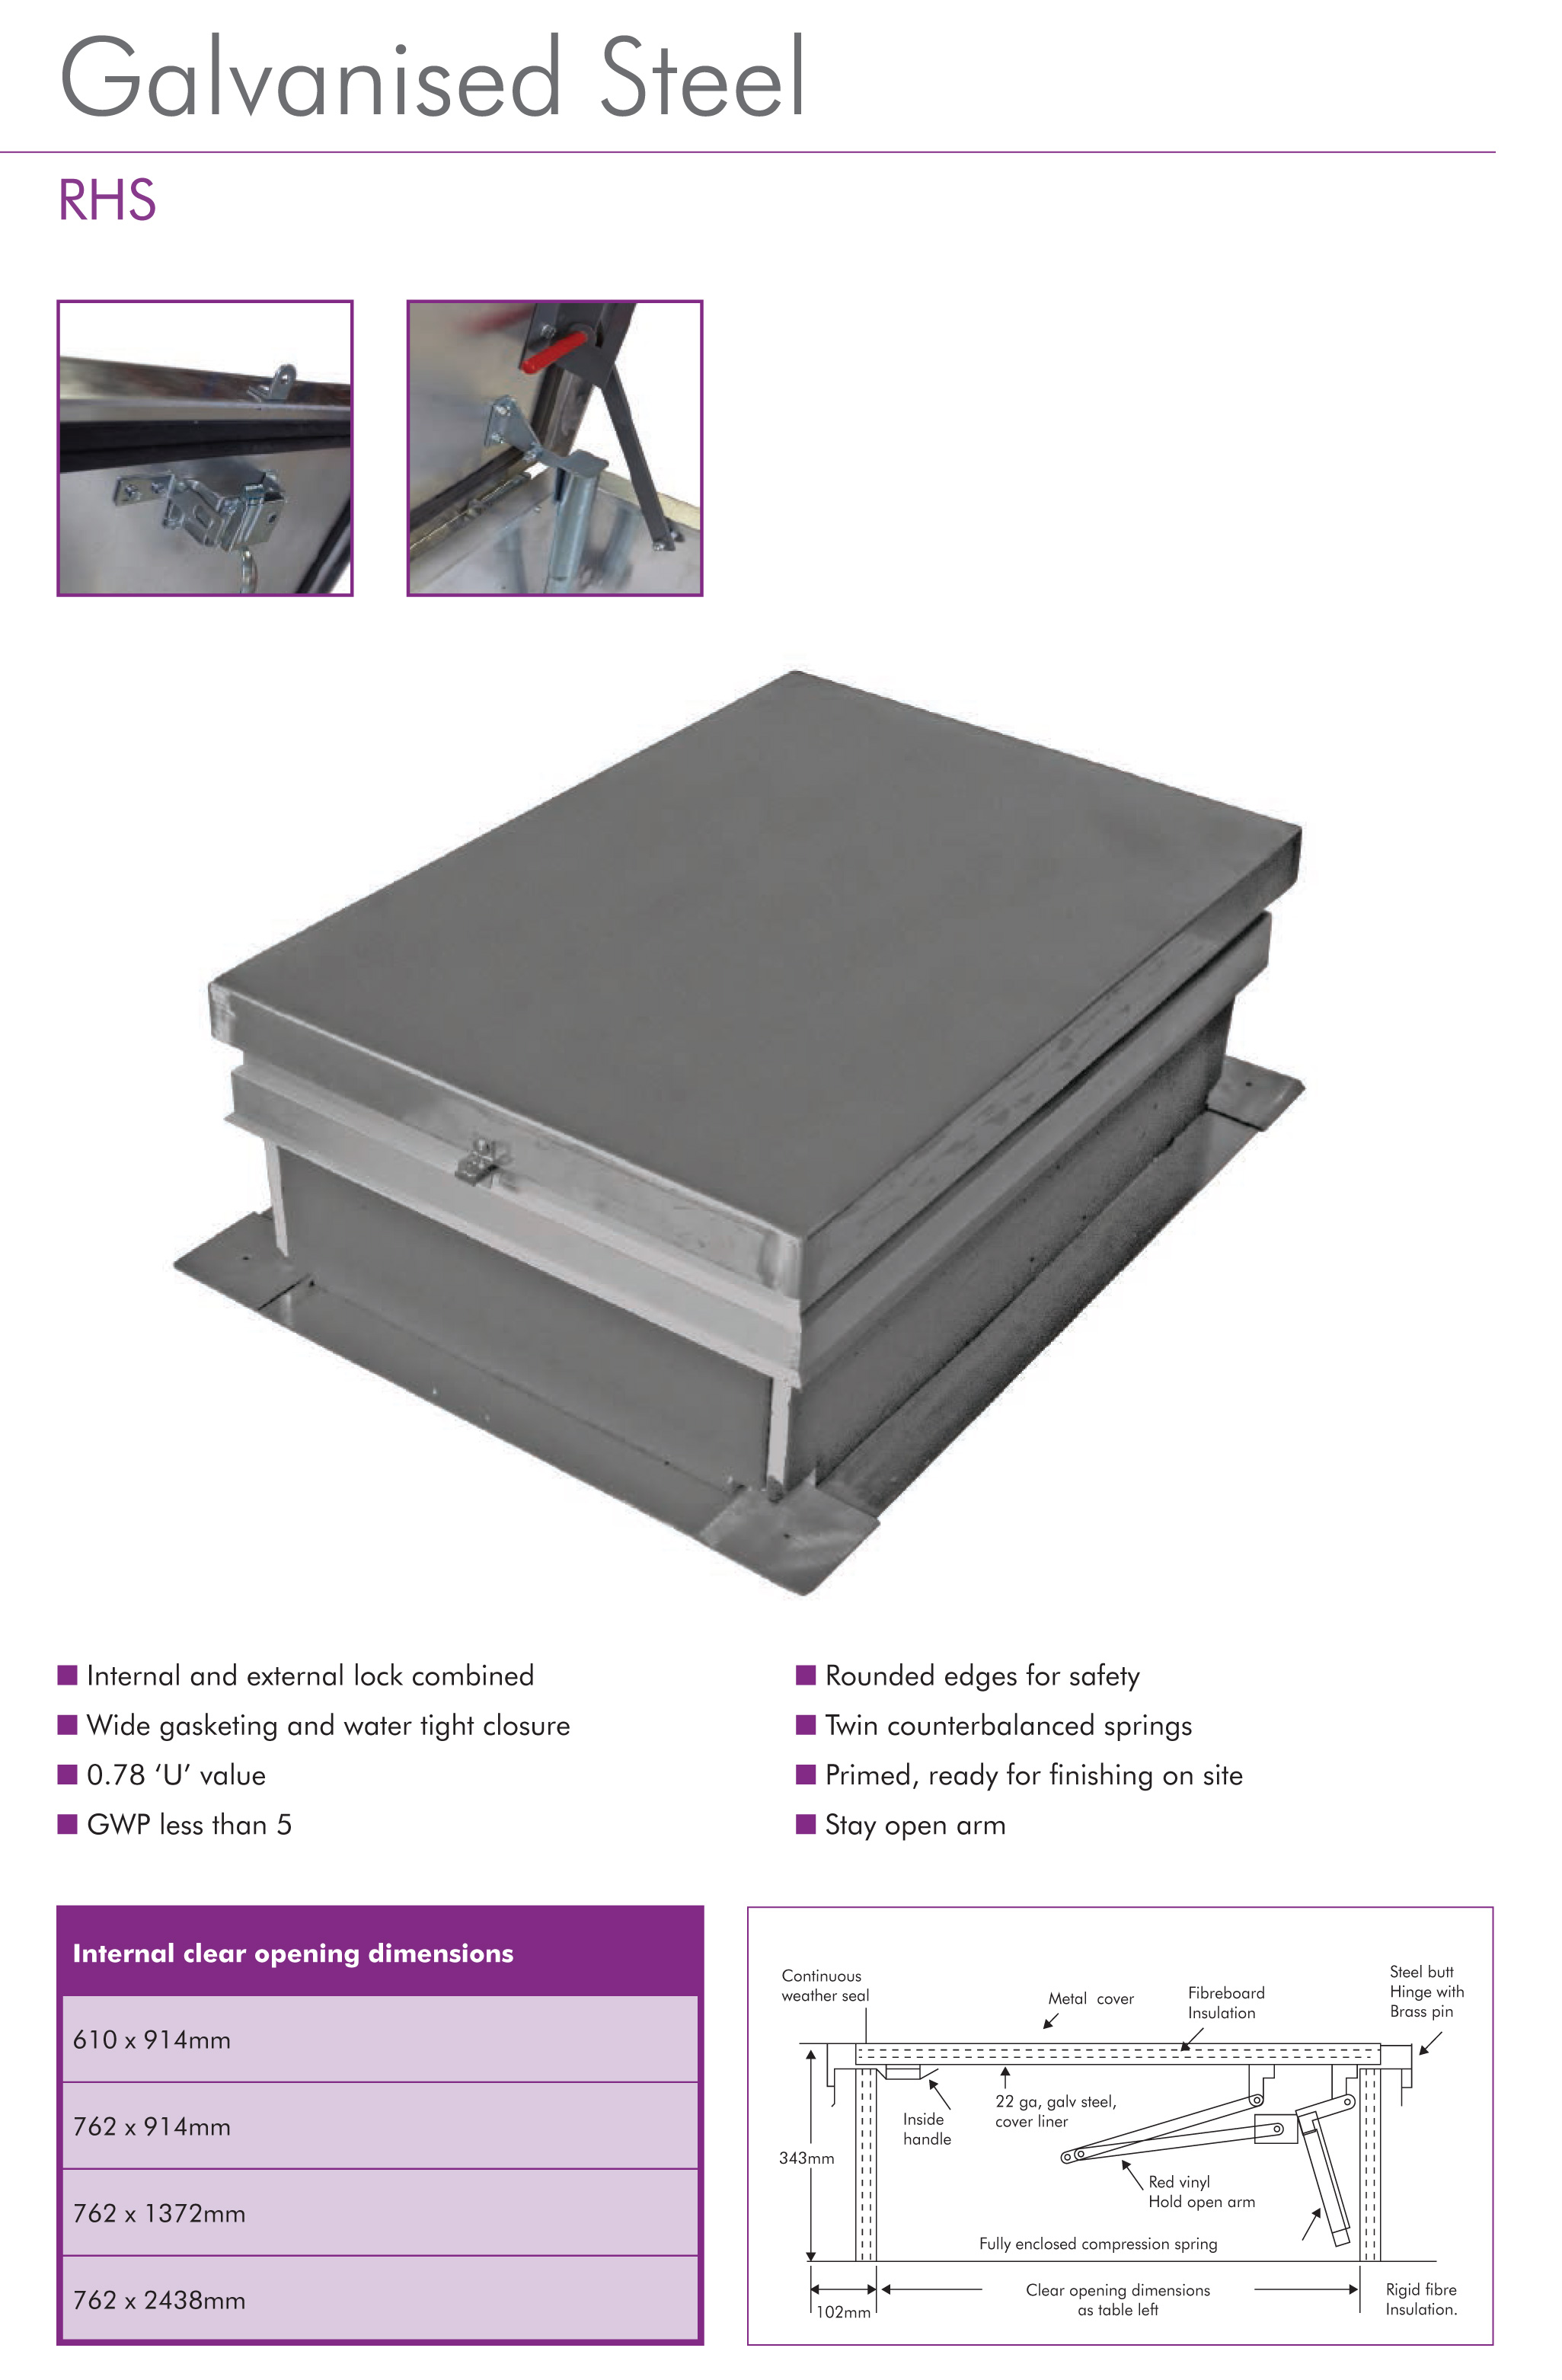 Galvanised Steel
RHS
Internal and external lock combined
Wide gasketing and water tight closure
0.78 ‘U’ value
GWP less than 5
Rounded edges for safety
Twin counterbalanced springs
Primed, ready for finishing on site
Stay open arm
Internal clear opening dimensions
610 x 914mm
762 x 914mm
762 x 1372mm
762 x 2438mm
Continuous
weather seal
Metal cover
Fibreboard
Insulation
Steel butt
Hinge with
Brass pin
Inside
handle
22 ga, galv steel,
cover liner
343mm
Red vinyl
Hold open arm
Fully enclosed compression spring
102mm
Clear opening dimensions
as table left
Rigid fibre
Insulation.